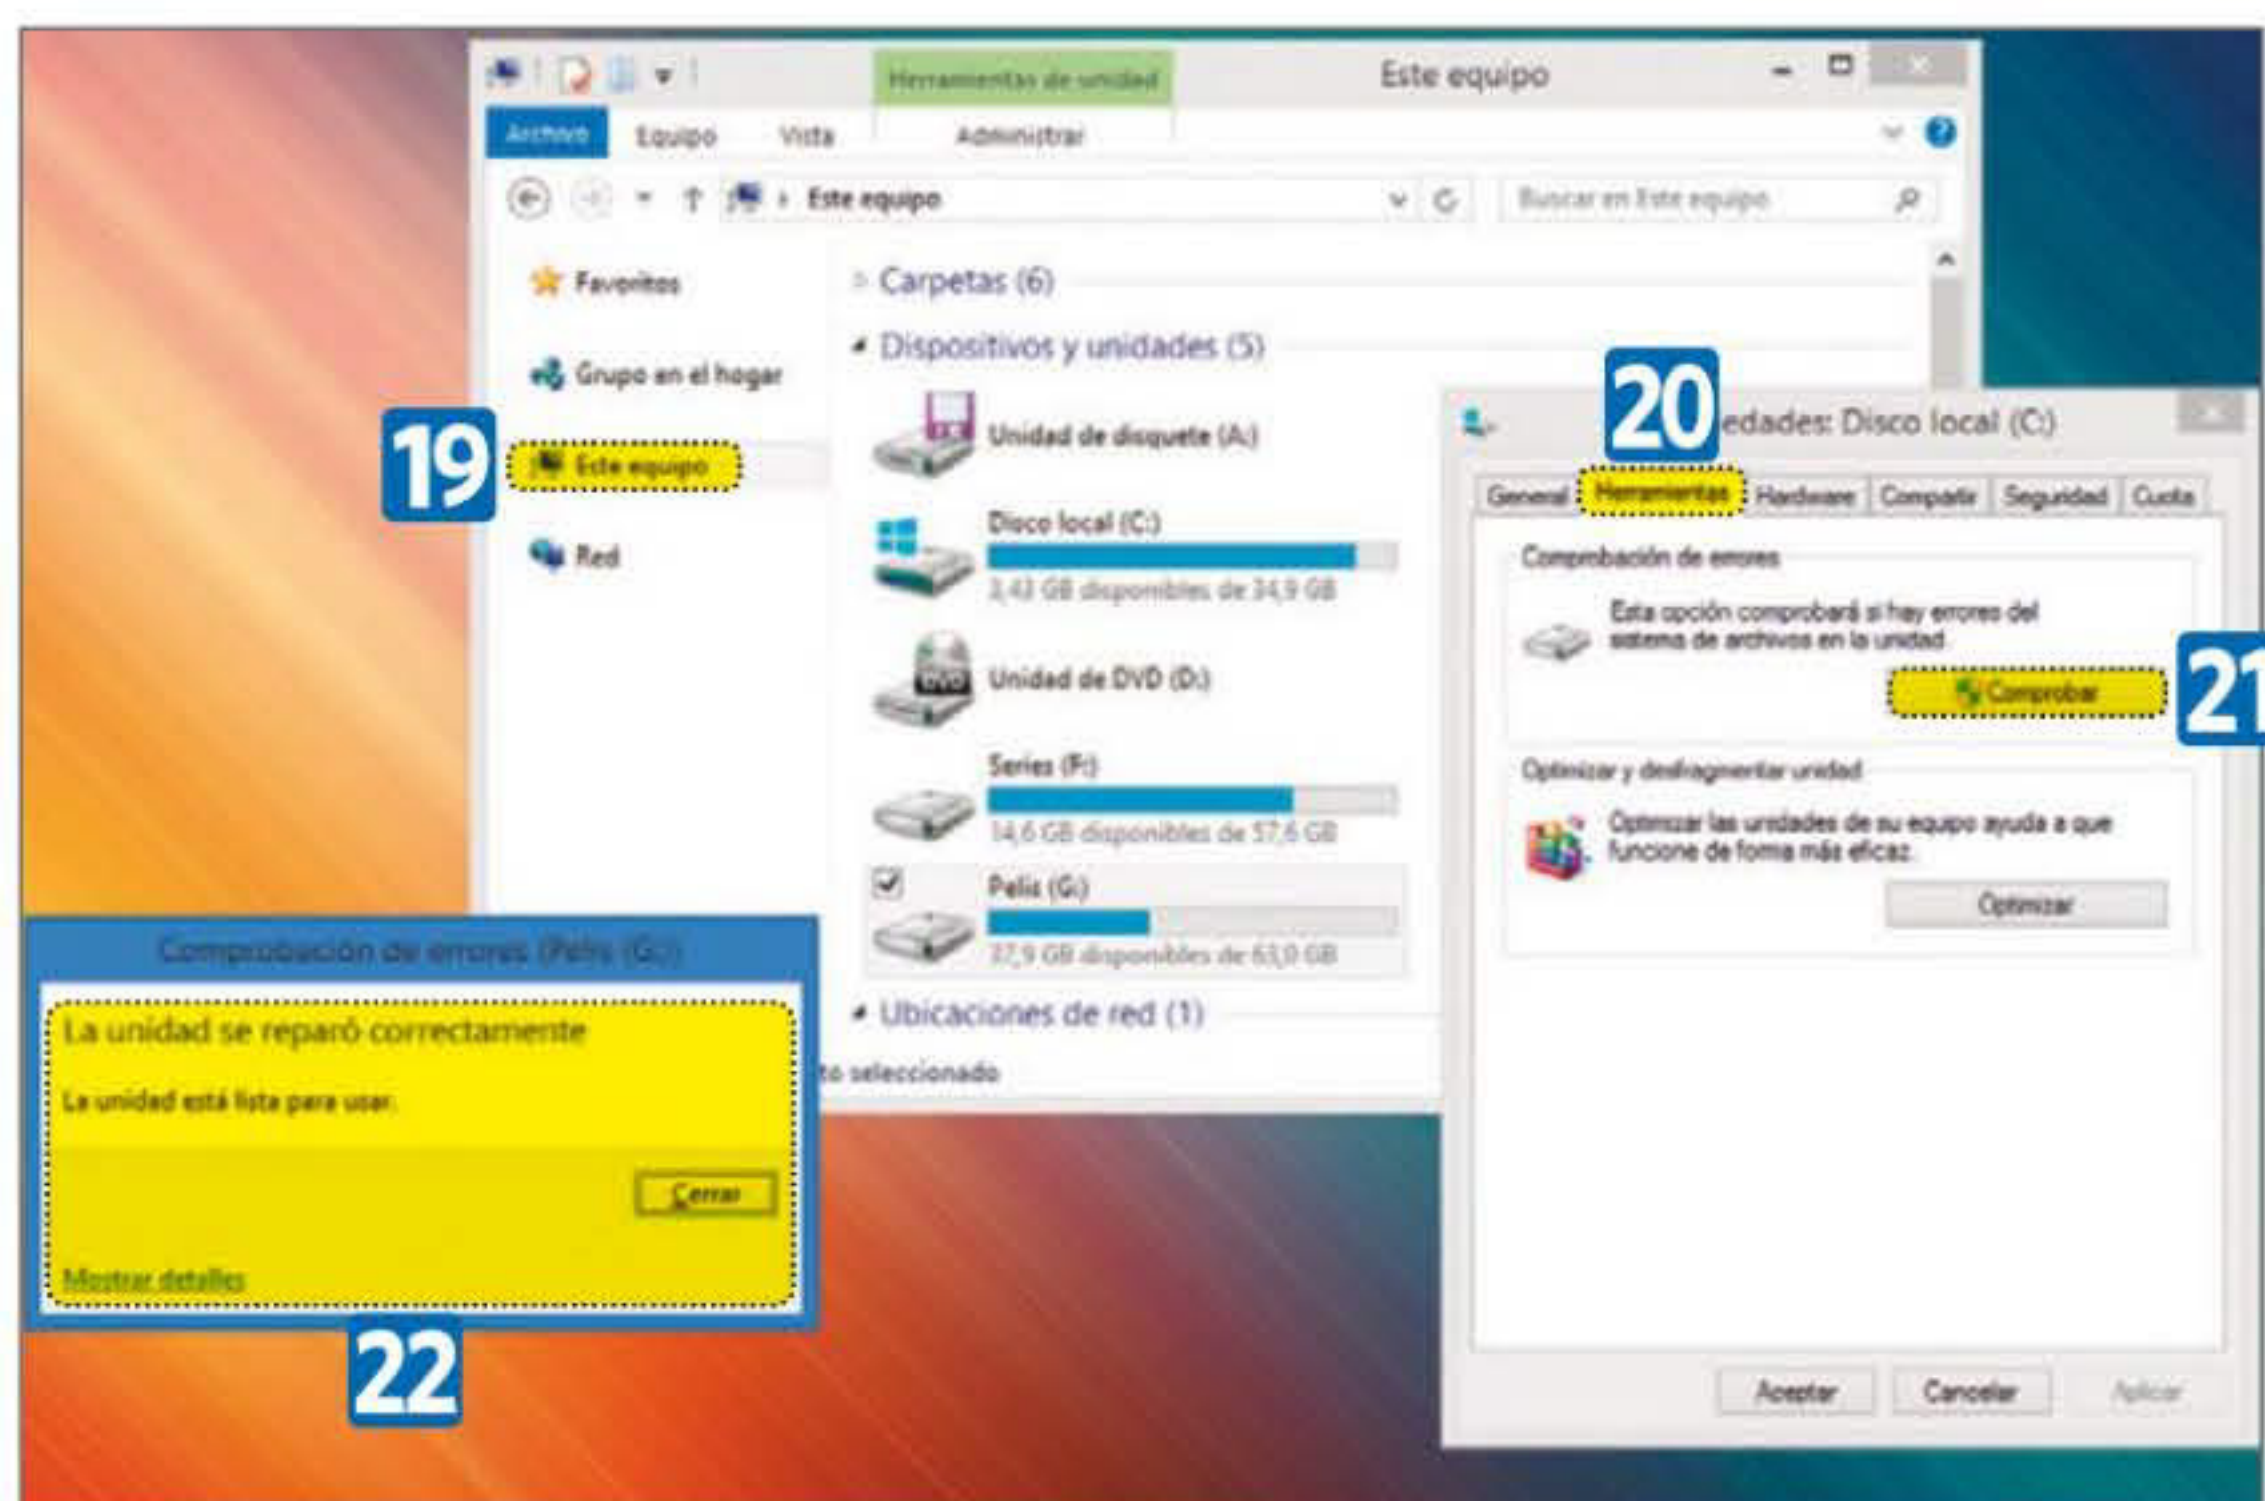 Herramientas de unidad
Este equipo
Archivo
Equipo
Vista
Administrar
Este equipo
Buscar en Este equipo
Favoritos
Grupo en el hogar
19
Este equipo
Red
Carpetas (6)
Dispositivos y unidades (5)
Unidad de disquete (A:)
Disco local (C:)
3,43 GB disponibles de 34,9 GB
DVD
Unidad de DVD (D:)
Series (F:)
14,6 GB disponibles de 57,6 GB
Pelis (G:)
37,9 GB disponibles de 63,0 GB
Ubicaciones de red (1)
to seleccionado
20
edades: Disco local (C:)
General
Herramientas
Hardware
Compartir
Seguridad
Cuota
Comprobación de errores
Esta opción comprobará si hay errores del
sistema de archivos en la unidad.
Comprobar
21
Optimizar y desfragmentar unidad
Optimizar las unidades de su equipo ayuda a que
funcione de forma más eficaz.
Optimizar
Aceptar
Cancelar
Aplicar
Comprobación de errores (Pelis (G:)
La unidad se reparó correctamente
La unidad está lista para usar.
Cerrar
Mostrar detalles
22